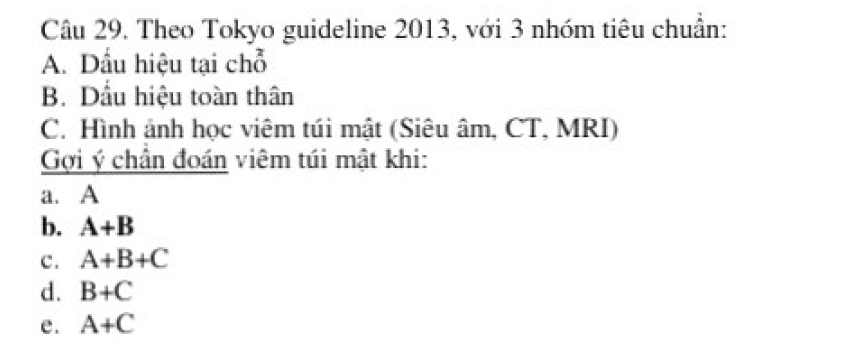 Câu 29. Theo Tokyo guideline 2013, với 3 nhóm tiêu chuẩn:
A. Dấu hiệu tại chỗ
B. Dấu hiệu toàn thân
C. Hình ảnh học viêm túi mật (Siêu âm, CT, MRI)
Gợi ý chẩn đoán viêm túi mật khi:
a. A
b. A+B
c. A+B+C
d. B+C
e. A+C